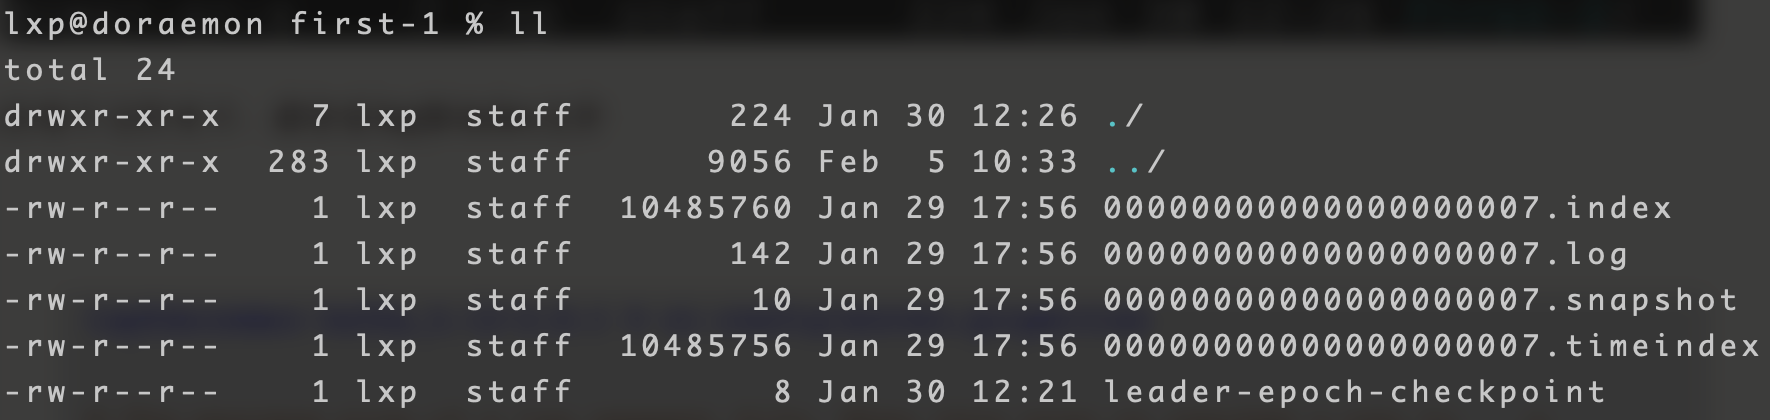 lxp@doraemon first-1 % ll
total 24
drwxr-xr-x    7 lxp  staff       224 Jan 30 12:26 ./
drwxr-xr-x  283 lxp  staff      9056 Feb  5 10:33 ../
-rw-r--r--    1 lxp  staff  10485760 Jan 29 17:56 00000000000000000007.index
-rw-r--r--    1 lxp  staff       142 Jan 29 17:56 00000000000000000007.log
-rw-r--r--    1 lxp  staff        10 Jan 29 17:56 00000000000000000007.snapshot
-rw-r--r--    1 lxp  staff  10485756 Jan 29 17:56 00000000000000000007.timeindex
-rw-r--r--    1 lxp  staff         8 Jan 30 12:21 leader-epoch-checkpoint